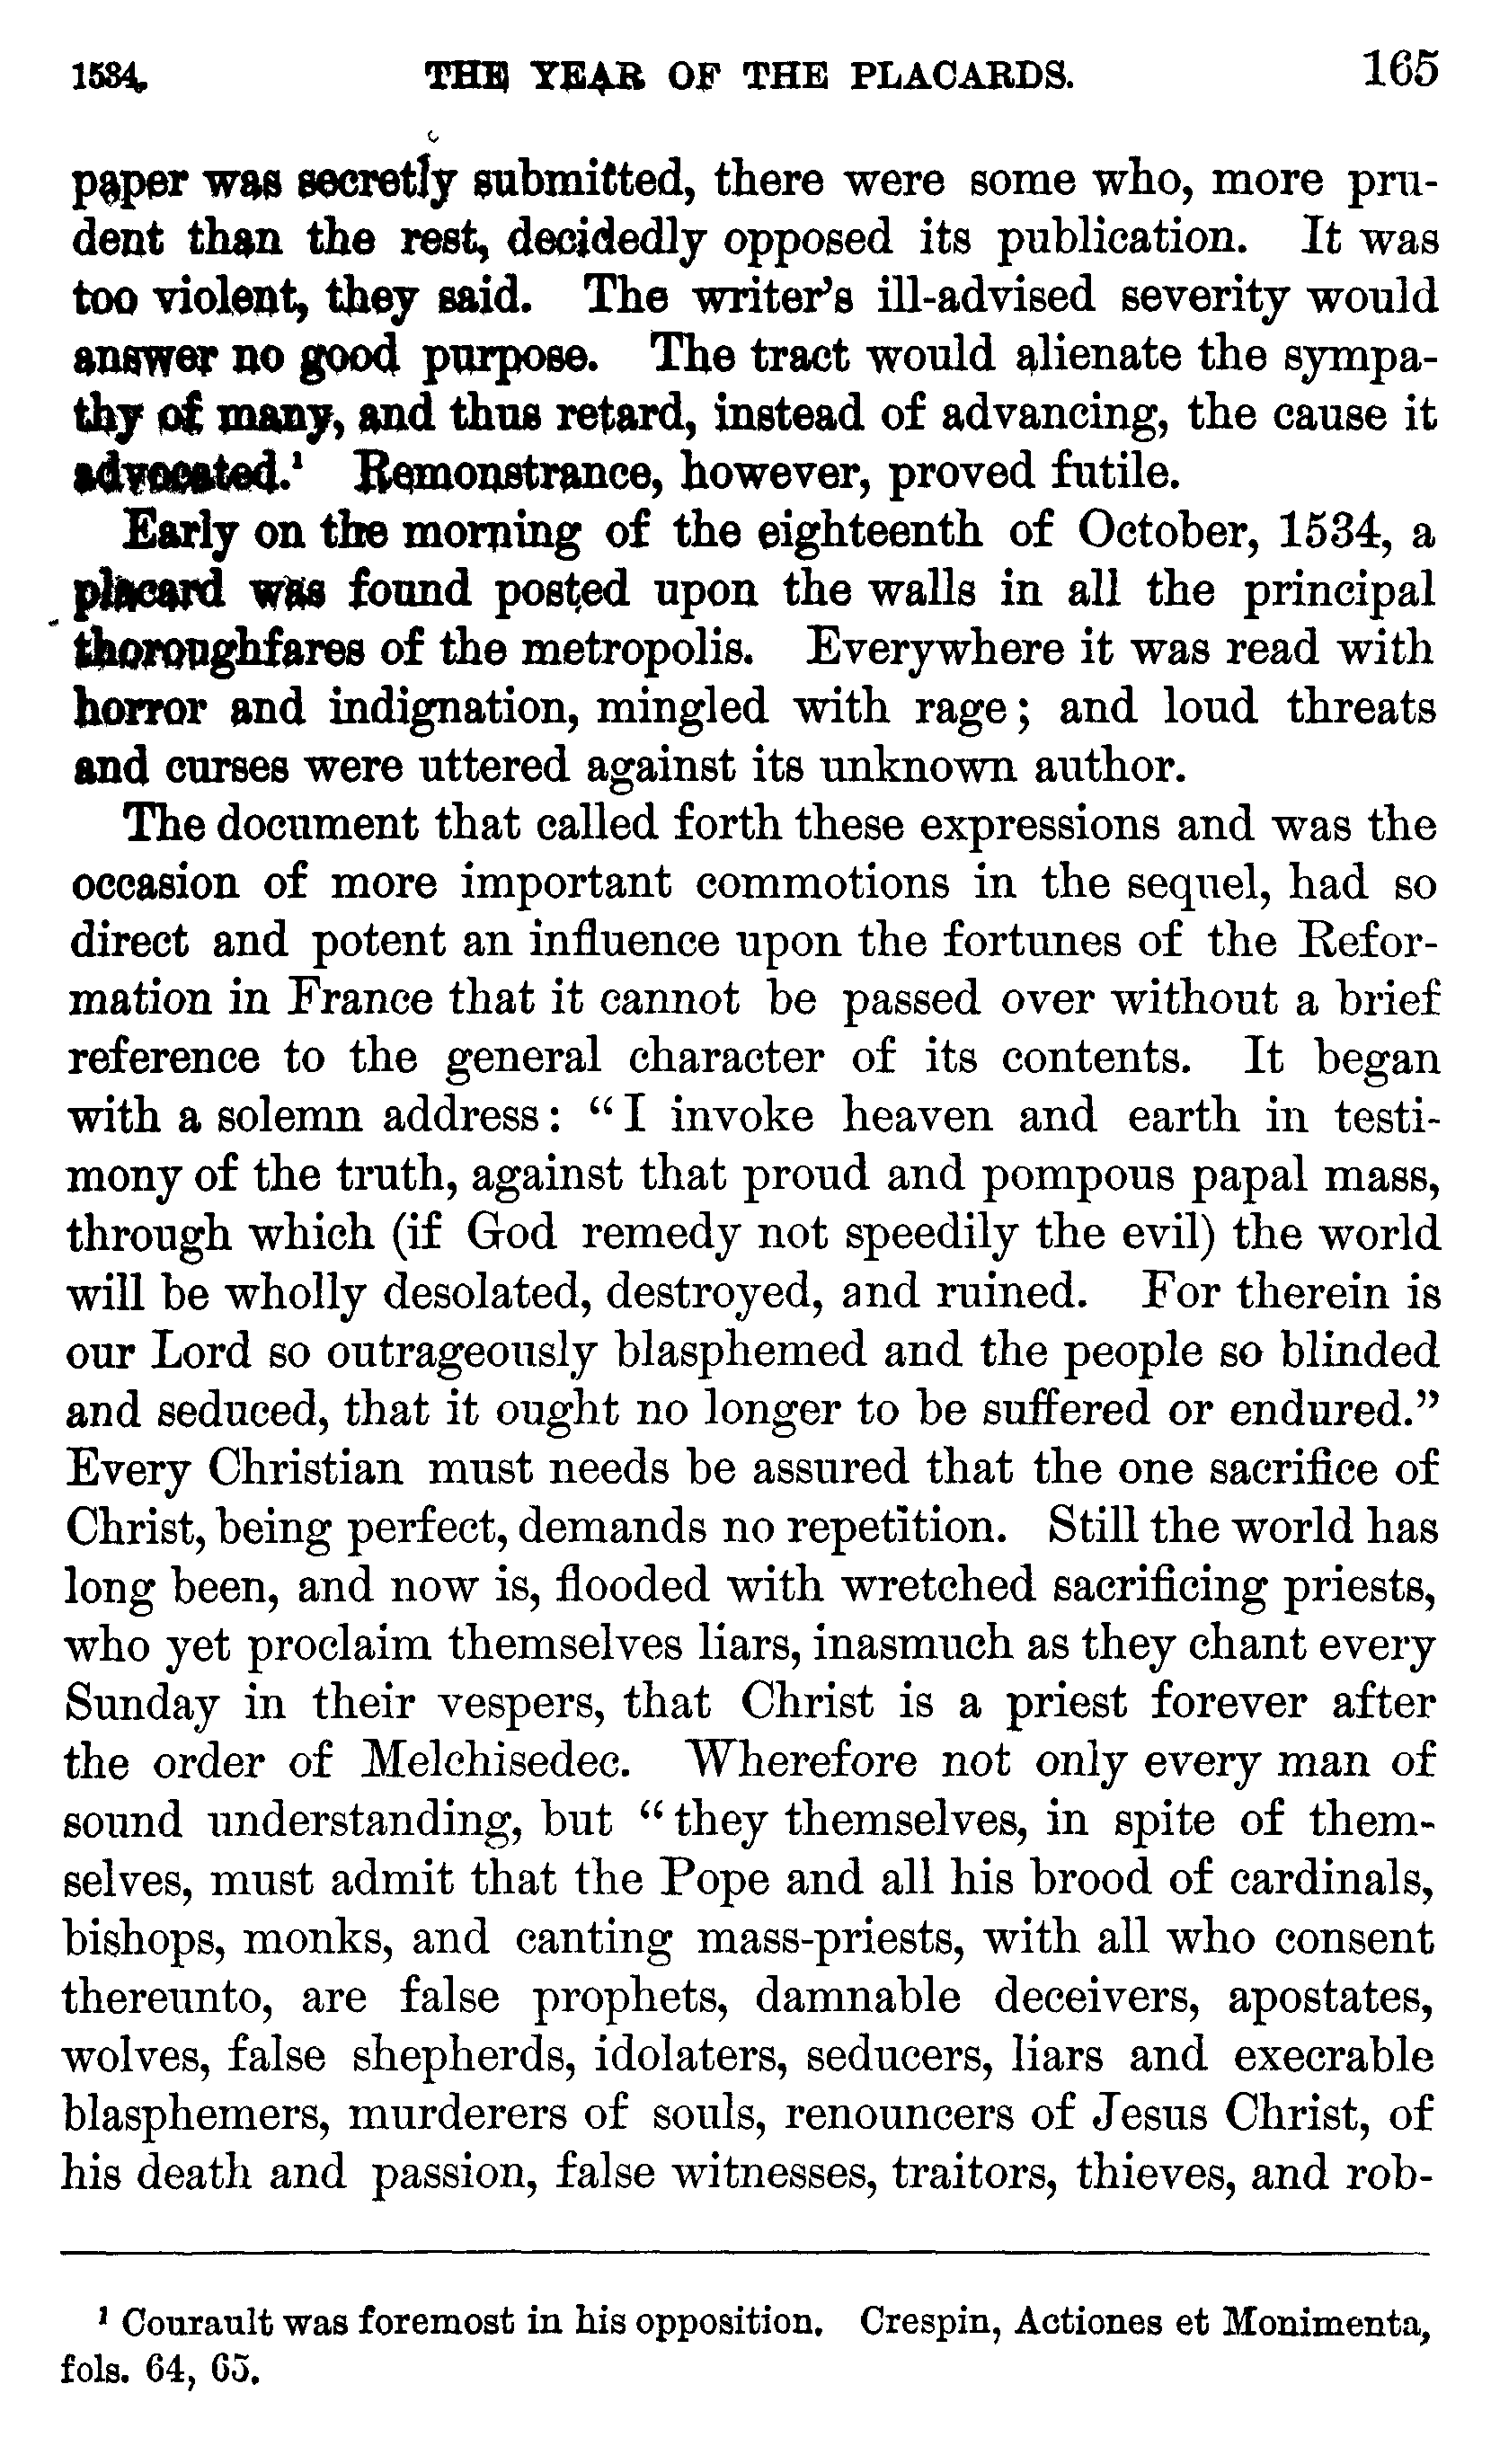 1534. THE YEAR OF THE PLACARDS. 165
paper was secretly submitted, there were some who, more pru-
dent than the rest, decidedly opposed its publication. It was
too violent, they said. The writer's ill-advised severity would
answer no good purpose. The tract would alienate the sympa-
thy of many, and thus retard, instead of advancing, the cause it
advocated.¹ Remonstrance, however, proved futile.
Early on the morning of the eighteenth of October, 1534, a
placard was found posted upon the walls in all the principal
thoroughfares of the metropolis. Everywhere it was read with
horror and indignation, mingled with rage; and loud threats
and curses were uttered against its unknown author.
The document that called forth these expressions and was the
occasion of more important commotions in the sequel, had so
direct and potent an influence upon the fortunes of the Refor-
mation in France that it cannot be passed over without a brief
reference to the general character of its contents. It began
with a solemn address: "I invoke heaven and earth in testi-
mony of the truth, against that proud and pompous papal mass,
through which (if God remedy not speedily the evil) the world
will be wholly desolated, destroyed, and ruined. For therein is
our Lord so outrageously blasphemed and the people so blinded
and seduced, that it ought no longer to be suffered or endured."
Every Christian must needs be assured that the one sacrifice of
Christ, being perfect, demands no repetition. Still the world has
long been, and now is, flooded with wretched sacrificing priests,
who yet proclaim themselves liars, inasmuch as they chant every
Sunday in their vespers, that Christ is a priest forever after
the order of Melchisedec. Wherefore not only every man of
sound understanding, but "they themselves, in spite of them-
selves, must admit that the Pope and all his brood of cardinals,
bishops, monks, and canting mass-priests, with all who consent
thereunto, are false prophets, damnable deceivers, apostates,
wolves, false shepherds, idolaters, seducers, liars and execrable
blasphemers, murderers of souls, renouncers of Jesus Christ, of
his death and passion, false witnesses, traitors, thieves, and rob-
¹ Courault was foremost in his opposition. Crespin, Actiones et Monimenta,
fols. 64, 65.